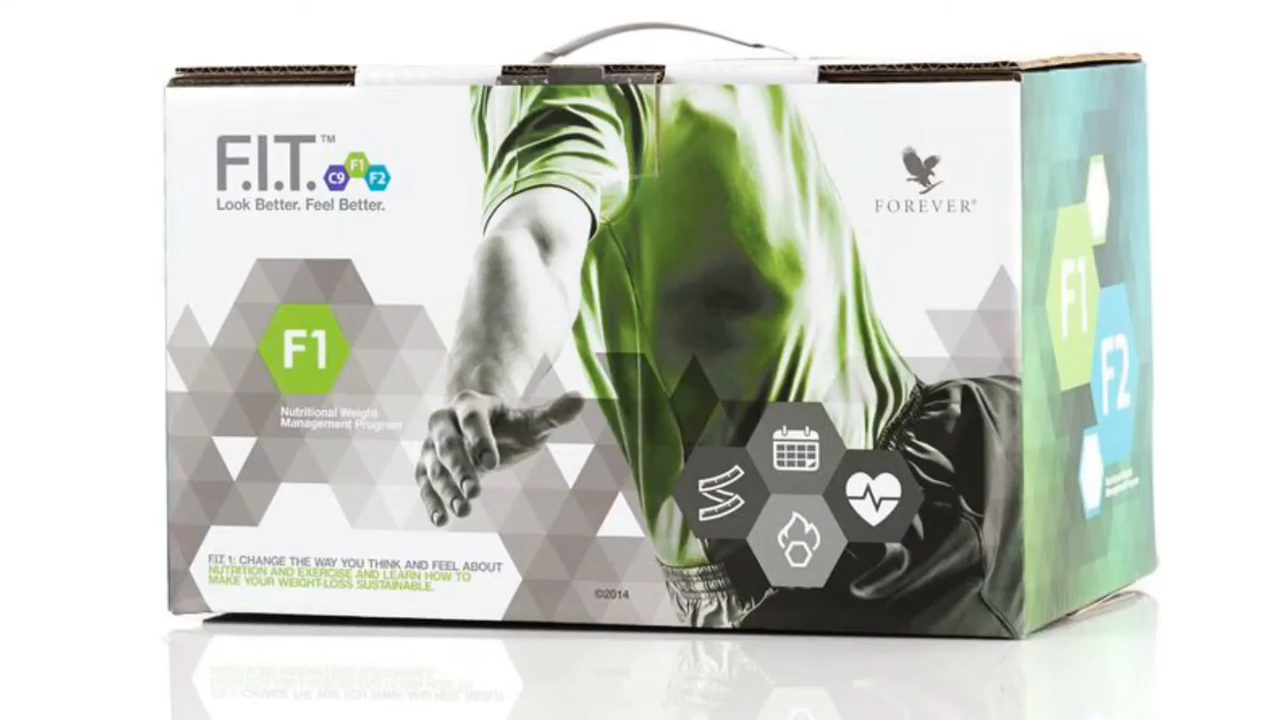 F.I.T.™
C9 F1 F2
Look Better. Feel Better.
FOREVER®
F1
Nutritional Weight
Management Program
F.I.T. 1: CHANGE THE WAY YOU THINK AND FEEL ABOUT
NUTRITION AND EXERCISE AND LEARN HOW TO
MAKE YOUR WEIGHT-LOSS SUSTAINABLE.
©2014
F1
F2